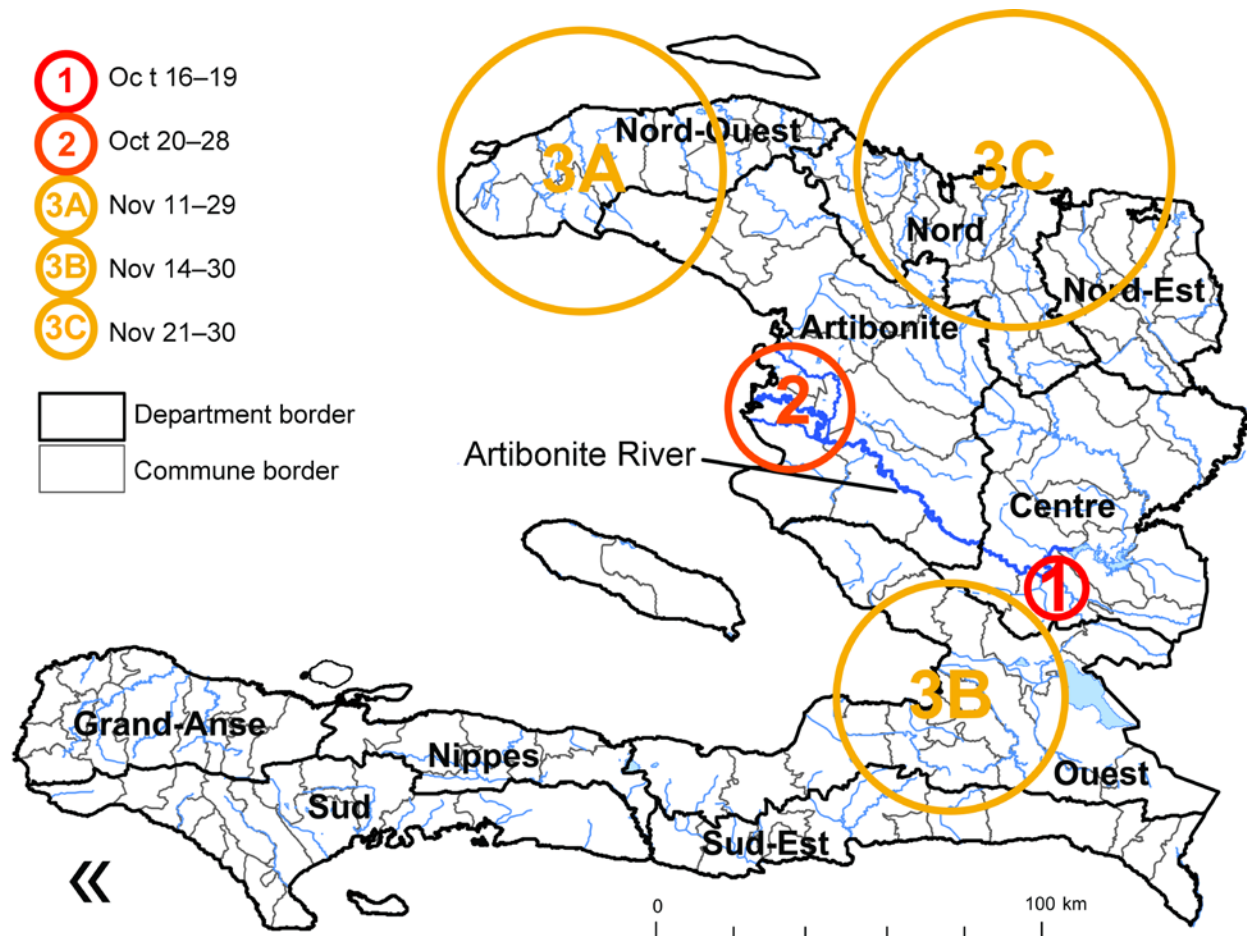 1 Oc t 16–19
2 Oct 20–28
3A Nov 11–29
3B Nov 14–30
3C Nov 21–30
Department border
Commune border
Nord-Ouest
3A
3C
Nord
Nord-Est
Artibonite
2
Artibonite River
Centre
1
3B
Grand-Anse
Nippes
Ouest
Sud
Sud-Est
«
0 100 km